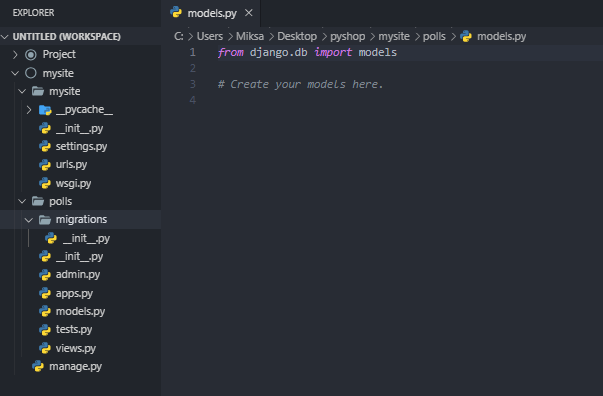 EXPLORER
UNTITLED (WORKSPACE)
Project
mysite
mysite
__pycache__
__init__.py
settings.py
urls.py
wsgi.py
polls
migrations
__init__.py
__init__.py
admin.py
apps.py
models.py
tests.py
views.py
manage.py
models.py
C: > Users > Miksa > Desktop > pyshop > mysite > polls > models.py
1 from django.db import models
2
3 # Create your models here.
4